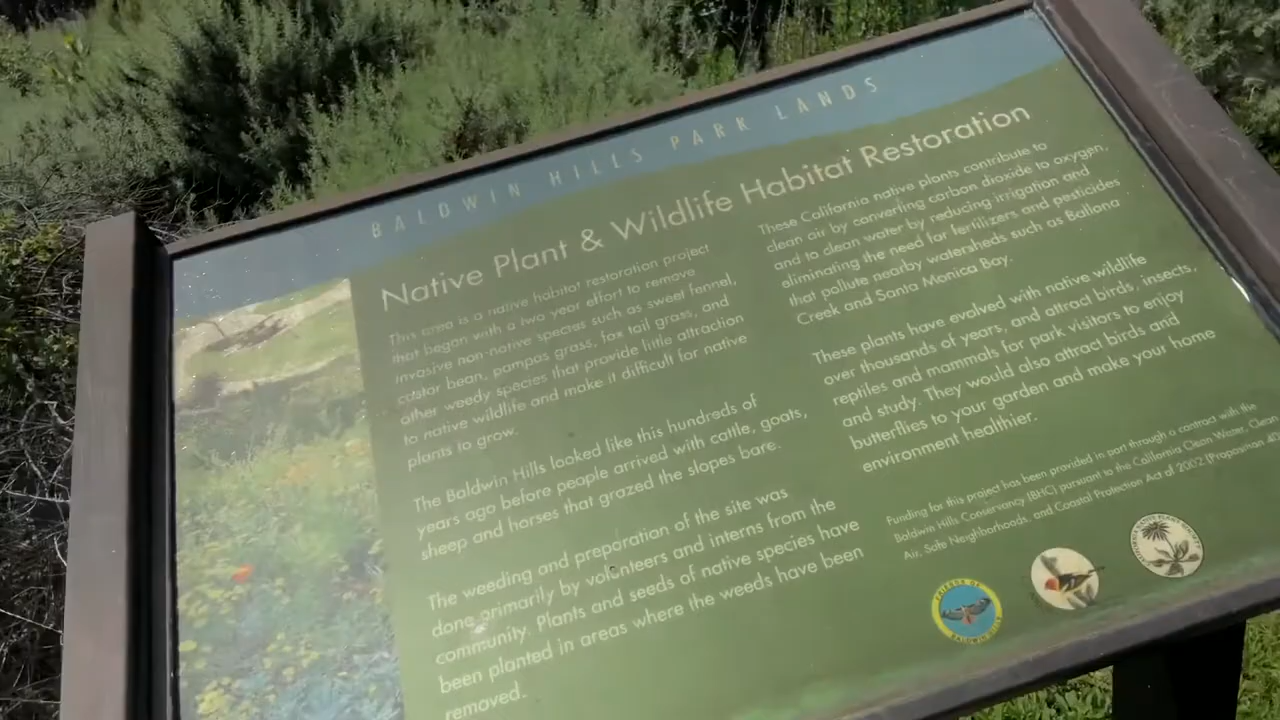 BALDWIN HILLS PARK LANDS
Native Plant & Wildlife Habitat Restoration
This area is a native habitat restoration project
that began with a two year effort to remove
invasive non-native species such as sweet fennel,
castor bean, pampas grass, fox tail grass, and
other weedy species that provide little attraction
to native wildlife and make it difficult for native
plants to grow.
The Baldwin Hills looked like this hundreds of
years ago before people arrived with cattle, goats,
sheep and horses that grazed the slopes bare.
The weeding and preparation of the site was
done primarily by volunteers and interns from the
community. Plants and seeds of native species have
been planted in areas where the weeds have been
removed.
These California native plants contribute to
clean air by converting carbon dioxide to oxygen,
and to clean water by reducing irrigation and
eliminating the need for fertilizers and pesticides
that pollute nearby watersheds such as Ballona
Creek and Santa Monica Bay.
These plants have evolved with native wildlife
over thousands of years, and attract birds, insects,
reptiles and mammals for park visitors to enjoy
and study. They would also attract birds and
butterflies to your garden and make your home
environment healthier.
Funding for this project has been provided in part through a contract with the
Baldwin Hills Conservancy (BHC) pursuant to the California Clean Water, Clean
Air, Safe Neighborhoods, and Coastal Protection Act of 2002 (Proposition 40
FRIENDS OF
BALDWIN HILLS